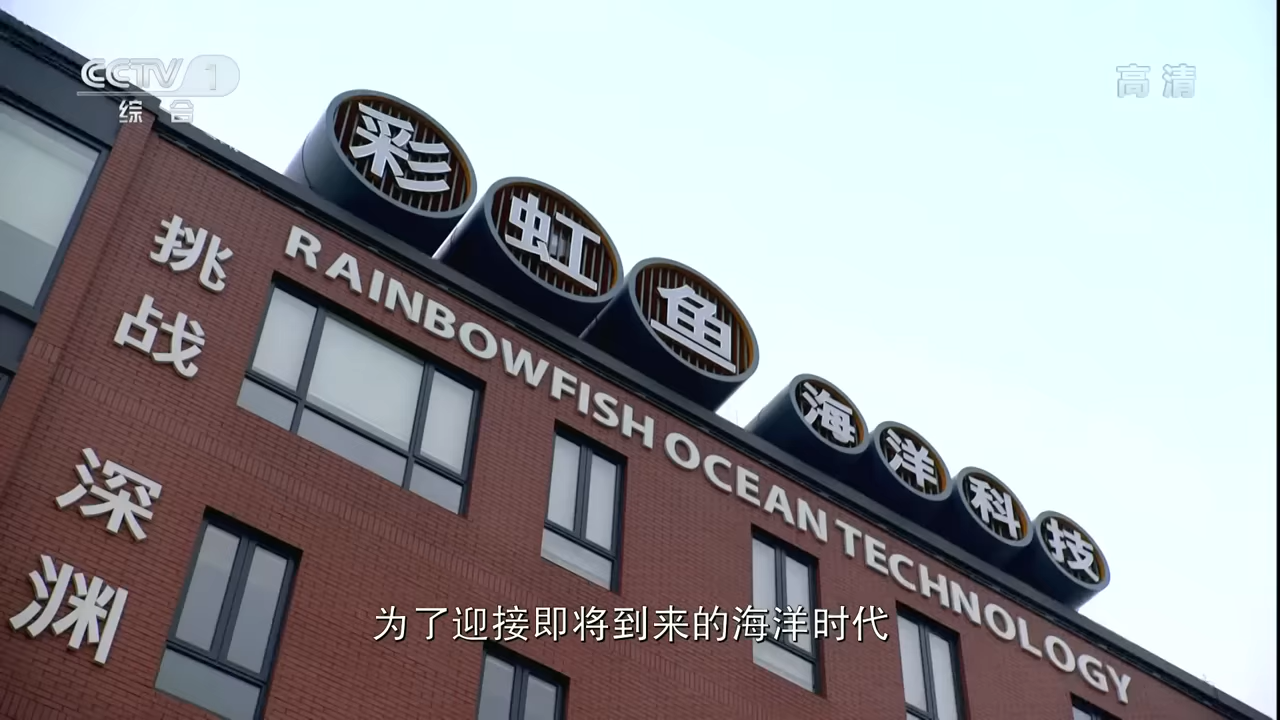 CCTV 1
综合
高清
彩虹鱼 海洋科技
RAINBOWFISH OCEAN TECHNOLOGY
挑战 深渊
为了迎接即将到来的海洋时代